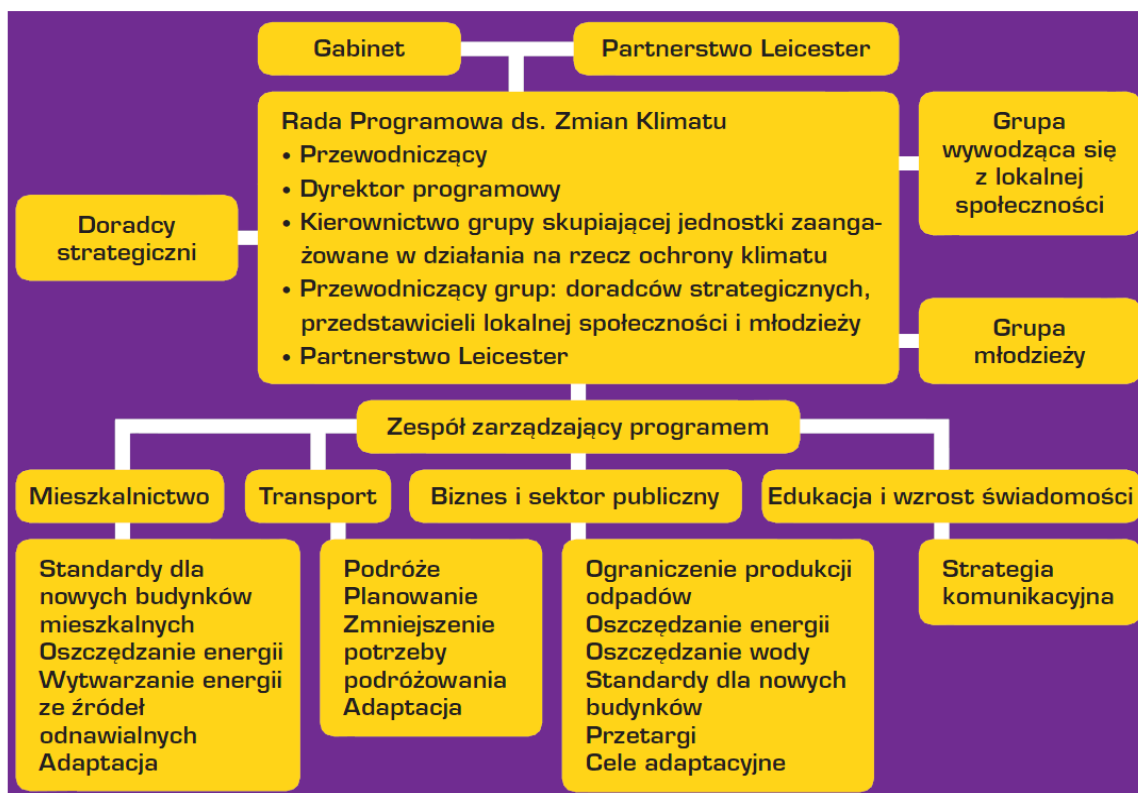 Gabinet
Partnerstwo Leicester
Rada Programowa ds. Zmian Klimatu
• Przewodniczący
• Dyrektor programowy
• Kierownictwo grupy skupiającej jednostki zaanga-
żowane w działania na rzecz ochrony klimatu
• Przewodniczący grup: doradców strategicznych,
przedstawicieli lokalnej społeczności i młodzieży
• Partnerstwo Leicester
Grupa
wywodząca się
z lokalnej
społeczności
Doradcy
strategiczni
Grupa
młodzieży
Zespół zarządzający programem
Mieszkalnictwo
Transport
Biznes i sektor publiczny
Edukacja i wzrost świadomości
Standardy dla
nowych budynków
mieszkalnych
Oszczędzanie energii
Wytwarzanie energii
ze źródeł
odnawialnych
Adaptacja
Podróże
Planowanie
Zmniejszenie
potrzeby
podróżowania
Adaptacja
Ograniczenie produkcji
odpadów
Oszczędzanie energii
Oszczędzanie wody
Standardy dla nowych
budynków
Przetargi
Cele adaptacyjne
Strategia
komunikacyjna